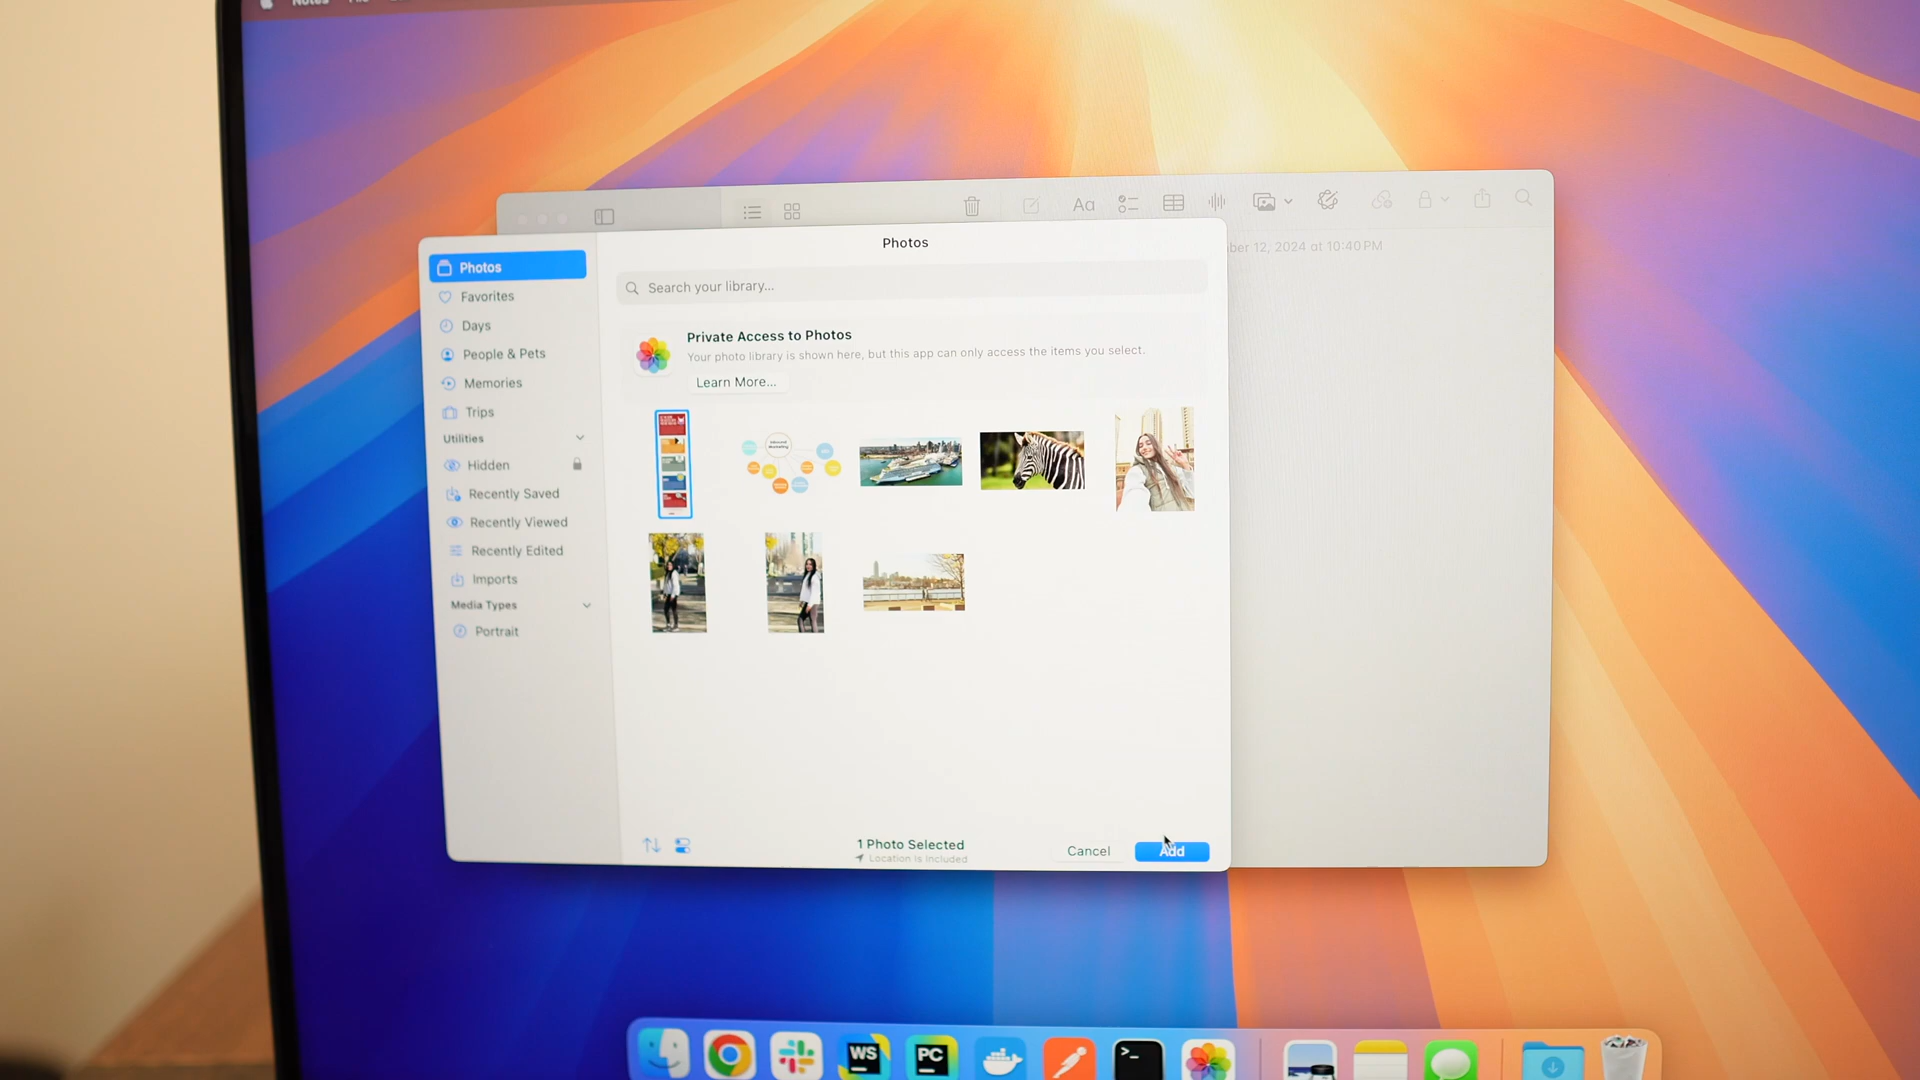 Notes
Aa
ber 12, 2024 at 10:40 PM
Photos
Photos
Search your library...
Favorites
Days
Private Access to Photos
People & Pets
Your photo library is shown here, but this app can only access the items you select.
Memories
Learn More...
Trips
Utilities
Hidden
Recently Saved
Recently Viewed
Recently Edited
Imports
Media Types
Portrait
1 Photo Selected
Location Is Included
Cancel
Add
WS
PC